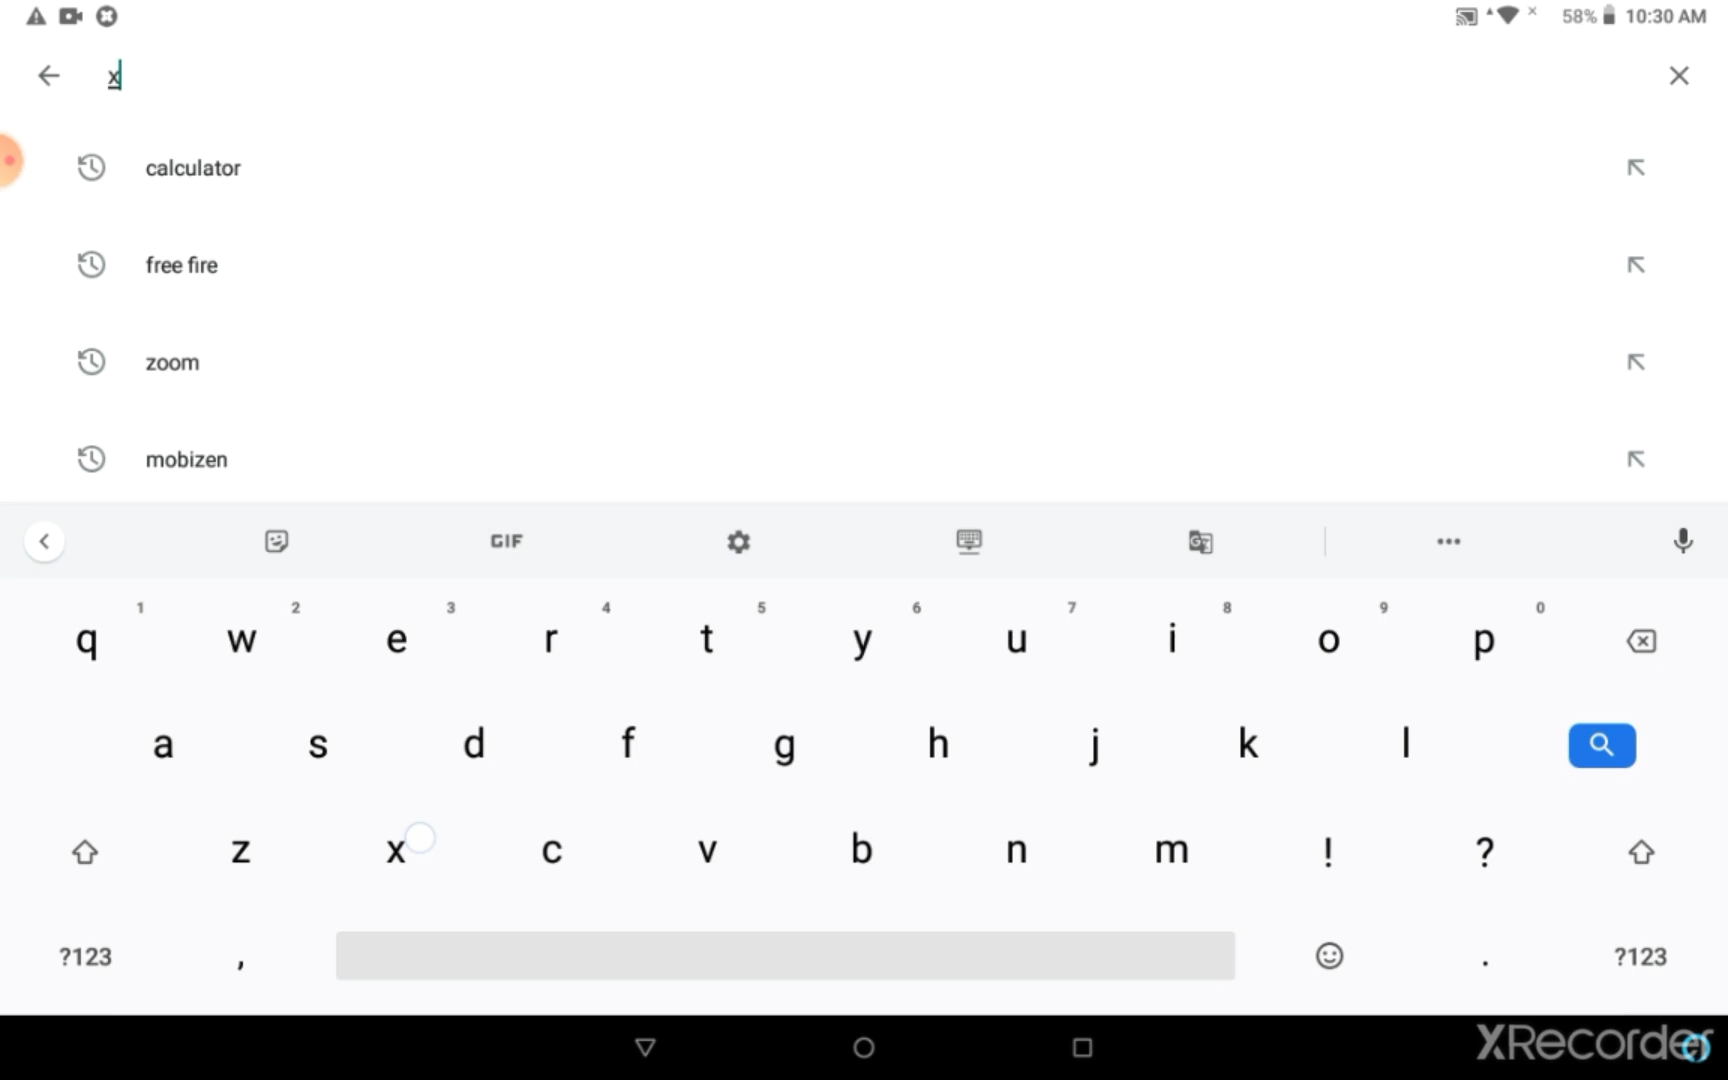 58% 10:30 AM
x
calculator
free fire
zoom
mobizen
GIF
1 2 3 4 5 6 7 8 9 0
q w e r t y u i o p
a s d f g h j k l
z x c v b n m ! ?
?123 , . ?123
XRecorder